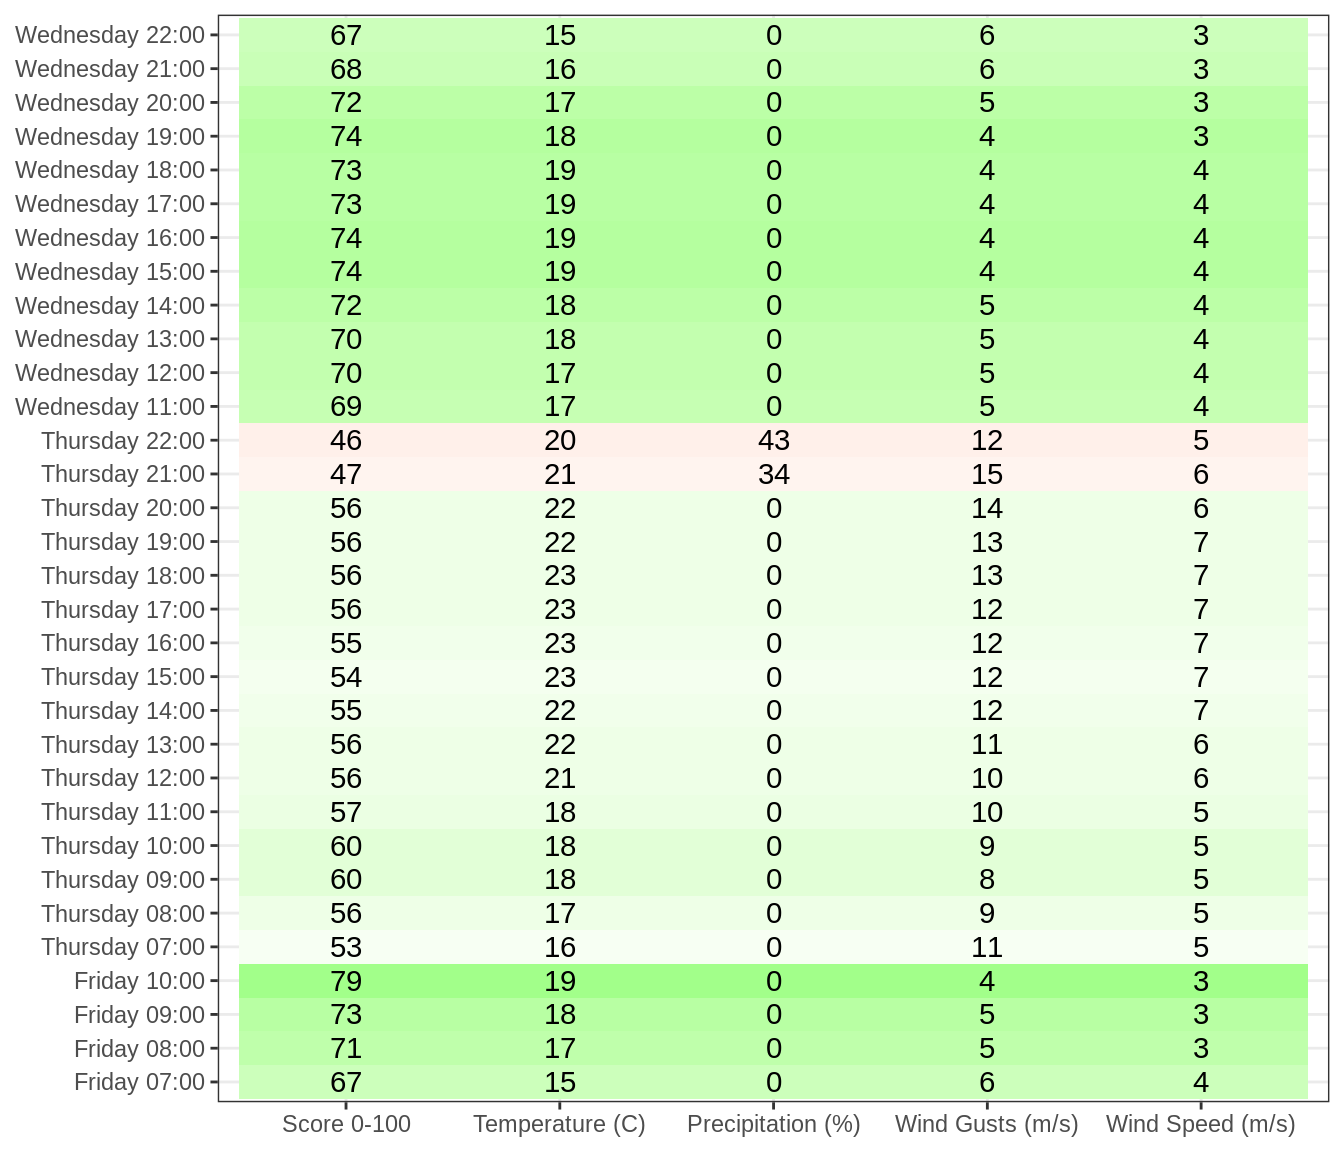 Wednesday 22:00 67 15 0 6 3
Wednesday 21:00 68 16 0 6 3
Wednesday 20:00 72 17 0 5 3
Wednesday 19:00 74 18 0 4 3
Wednesday 18:00 73 19 0 4 4
Wednesday 17:00 73 19 0 4 4
Wednesday 16:00 74 19 0 4 4
Wednesday 15:00 74 19 0 4 4
Wednesday 14:00 72 18 0 5 4
Wednesday 13:00 70 18 0 5 4
Wednesday 12:00 70 17 0 5 4
Wednesday 11:00 69 17 0 5 4
Thursday 22:00 46 20 43 12 5
Thursday 21:00 47 21 34 15 6
Thursday 20:00 56 22 0 14 6
Thursday 19:00 56 22 0 13 7
Thursday 18:00 56 23 0 13 7
Thursday 17:00 56 23 0 12 7
Thursday 16:00 55 23 0 12 7
Thursday 15:00 54 23 0 12 7
Thursday 14:00 55 22 0 12 7
Thursday 13:00 56 22 0 11 6
Thursday 12:00 56 21 0 10 6
Thursday 11:00 57 18 0 10 5
Thursday 10:00 60 18 0 9 5
Thursday 09:00 60 18 0 8 5
Thursday 08:00 56 17 0 9 5
Thursday 07:00 53 16 0 11 5
Friday 10:00 79 19 0 4 3
Friday 09:00 73 18 0 5 3
Friday 08:00 71 17 0 5 3
Friday 07:00 67 15 0 6 4
Score 0-100 Temperature (C) Precipitation (%) Wind Gusts (m/s) Wind Speed (m/s)